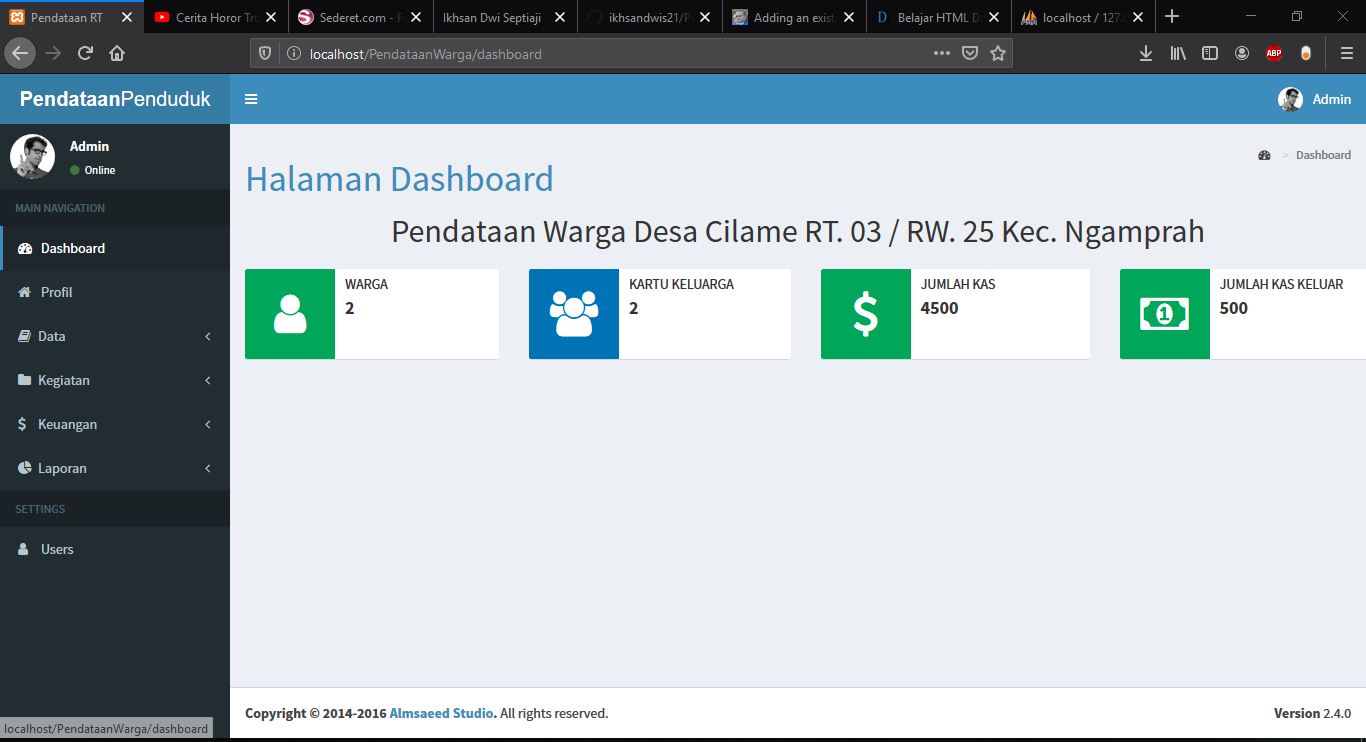 Pendataan RT
Cerita Horor Tru
Sederet.com - F
Ikhsan Dwi Septiaji
ikhsandwis21/P
Adding an exist
Belajar HTML D
localhost / 127.
localhost/PendataanWarga/dashboard
ABP
PendataanPenduduk
Admin
Admin
Online
MAIN NAVIGATION
Dashboard
Profil
Data
Kegiatan
Keuangan
Laporan
SETTINGS
Users
Dashboard
Halaman Dashboard
Pendataan Warga Desa Cilame RT. 03 / RW. 25 Kec. Ngamprah
WARGA
2
KARTU KELUARGA
2
JUMLAH KAS
4500
JUMLAH KAS KELUAR
500
Copyright © 2014-2016 Almsaeed Studio. All rights reserved.
Version 2.4.0
localhost/PendataanWarga/dashboard